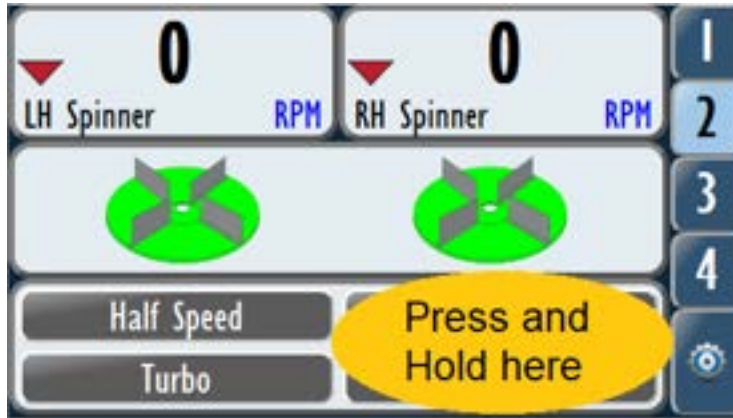 0 0 1
LH Spinner RPM RH Spinner RPM 2
3
4
Half Speed
Turbo
Press and
Hold here